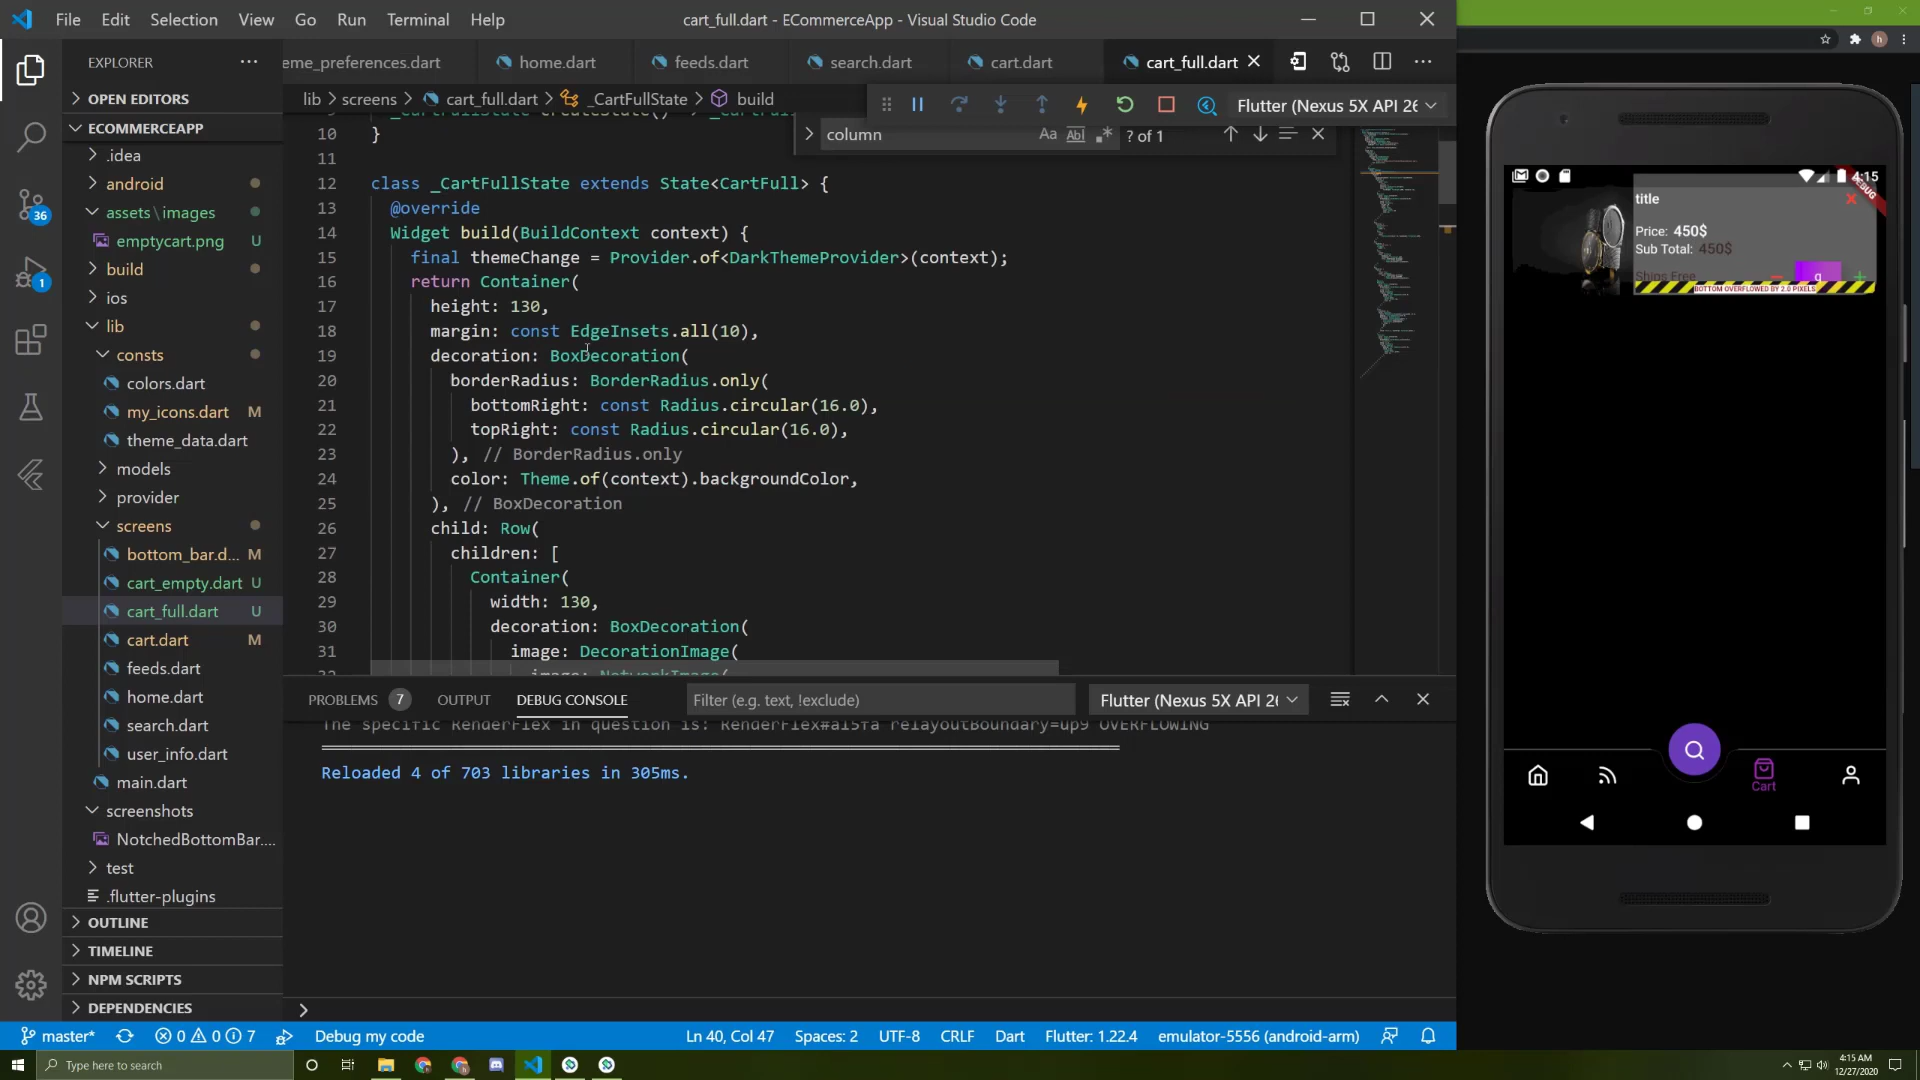 File Edit Selection View Go Run Terminal Help
cart_full.dart - ECommerceApp - Visual Studio Code
EXPLORER
eme_preferences.dart
home.dart
feeds.dart
search.dart
cart.dart
cart_full.dart
OPEN EDITORS
lib > screens > cart_full.dart > _CartFullState > build
Flutter (Nexus 5X API 26
ECOMMERCEAPP
column
Aa Abl .* ? of 1
.idea
android
assets\images
emptycart.png U
build
ios
lib
consts
colors.dart
my_icons.dart M
theme_data.dart
models
provider
screens
bottom_bar.d... M
cart_empty.dart U
cart_full.dart U
cart.dart M
feeds.dart
home.dart
search.dart
user_info.dart
main.dart
screenshots
NotchedBottomBar....
test
.flutter-plugins
OUTLINE
TIMELINE
NPM SCRIPTS
DEPENDENCIES
36
1
10 }
11
12 class _CartFullState extends State<CartFull> {
13 @override
14 Widget build(BuildContext context) {
15 final themeChange = Provider.of<DarkThemeProvider>(context);
16 return Container(
17 height: 130,
18 margin: const EdgeInsets.all(10),
19 decoration: BoxDecoration(
20 borderRadius: BorderRadius.only(
21 bottomRight: const Radius.circular(16.0),
22 topRight: const Radius.circular(16.0),
23 ), // BorderRadius.only
24 color: Theme.of(context).backgroundColor,
25 ), // BoxDecoration
26 child: Row(
27 children: [
28 Container(
29 width: 130,
30 decoration: BoxDecoration(
31 image: DecorationImage(
PROBLEMS 7 OUTPUT DEBUG CONSOLE
Filter (e.g. text, !exclude)
Flutter (Nexus 5X API 26
The specific RenderFlex in question is: RenderFlex#a15fa relayoutBoundary=up9 OVERFLOWING
Reloaded 4 of 703 libraries in 305ms.
master*
0 0 7
Debug my code
Ln 40, Col 47
Spaces: 2
UTF-8
CRLF
Dart
Flutter: 1.22.4
emulator-5556 (android-arm)
Type here to search
4:15 AM
12/27/2020
h
4:15
DEBUG
title
Price: 450$
Sub Total: 450$
Ships Free
BOTTOM OVERFLOWED BY 2.0 PIXELS
Cart